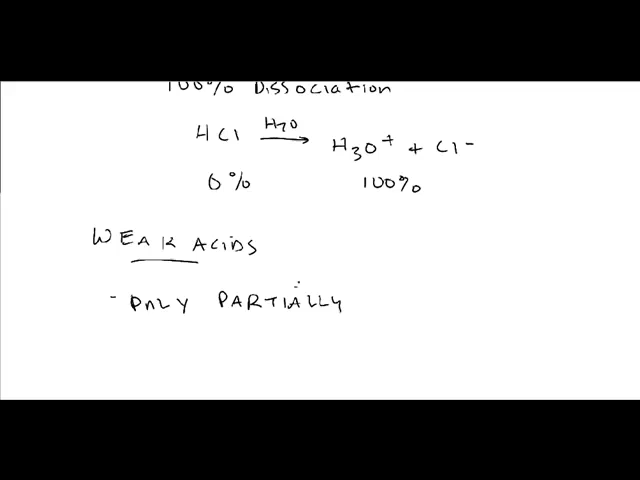 100% DISSOCIATION
HCl H2O → H3O+ + Cl-
0% 100%
WEAK ACIDS
- ONLY PARTIALLY